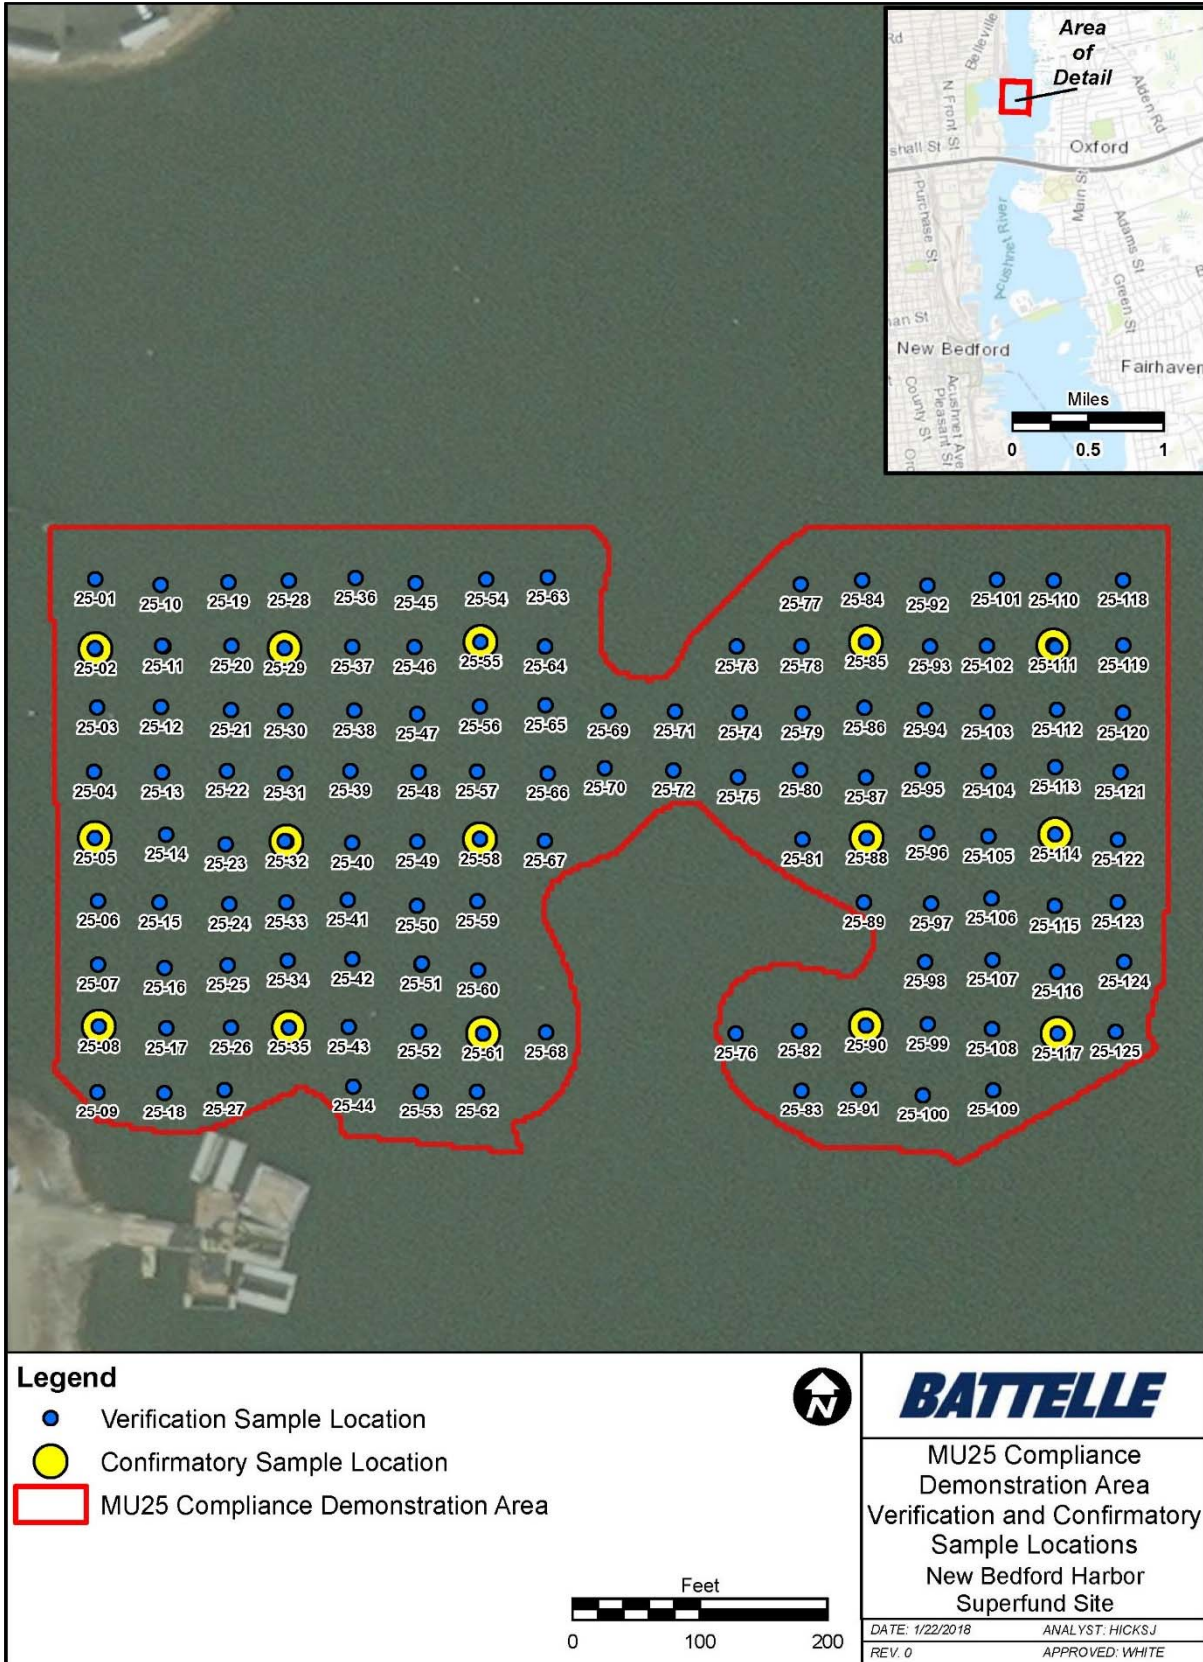 Area
of
Detail
Rd
Belleville
N Front St
Alden Rd
shall St
Oxford
Main St
Purchase St
Acushnet River
Adams St
Green St
an St
New Bedford
Fairhaven
County St
Acushnet Ave
Pleasant St
Miles
0 0.5 1
25-01 25-10 25-19 25-28 25-36 25-45 25-54 25-63 25-77 25-84 25-92 25-101 25-110 25-118
25-02 25-11 25-20 25-29 25-37 25-46 25-55 25-64 25-73 25-78 25-85 25-93 25-102 25-111 25-119
25-03 25-12 25-21 25-30 25-38 25-47 25-56 25-65 25-69 25-71 25-74 25-79 25-86 25-94 25-103 25-112 25-120
25-04 25-13 25-22 25-31 25-39 25-48 25-57 25-66 25-70 25-72 25-75 25-80 25-87 25-95 25-104 25-113 25-121
25-05 25-14 25-23 25-32 25-40 25-49 25-58 25-67 25-81 25-88 25-96 25-105 25-114 25-122
25-06 25-15 25-24 25-33 25-41 25-50 25-59 25-89 25-97 25-106 25-115 25-123
25-07 25-16 25-25 25-34 25-42 25-51 25-60 25-98 25-107 25-116 25-124
25-08 25-17 25-26 25-35 25-43 25-52 25-61 25-68 25-76 25-82 25-90 25-99 25-108 25-117 25-125
25-09 25-18 25-27 25-44 25-53 25-62 25-83 25-91 25-100 25-109
Legend
Verification Sample Location
Confirmatory Sample Location
MU25 Compliance Demonstration Area
N
Feet
0 100 200
BATTELLE
MU25 Compliance
Demonstration Area
Verification and Confirmatory
Sample Locations
New Bedford Harbor
Superfund Site
DATE: 1/22/2018 ANALYST: HICKSJ
REV. 0 APPROVED: WHITE